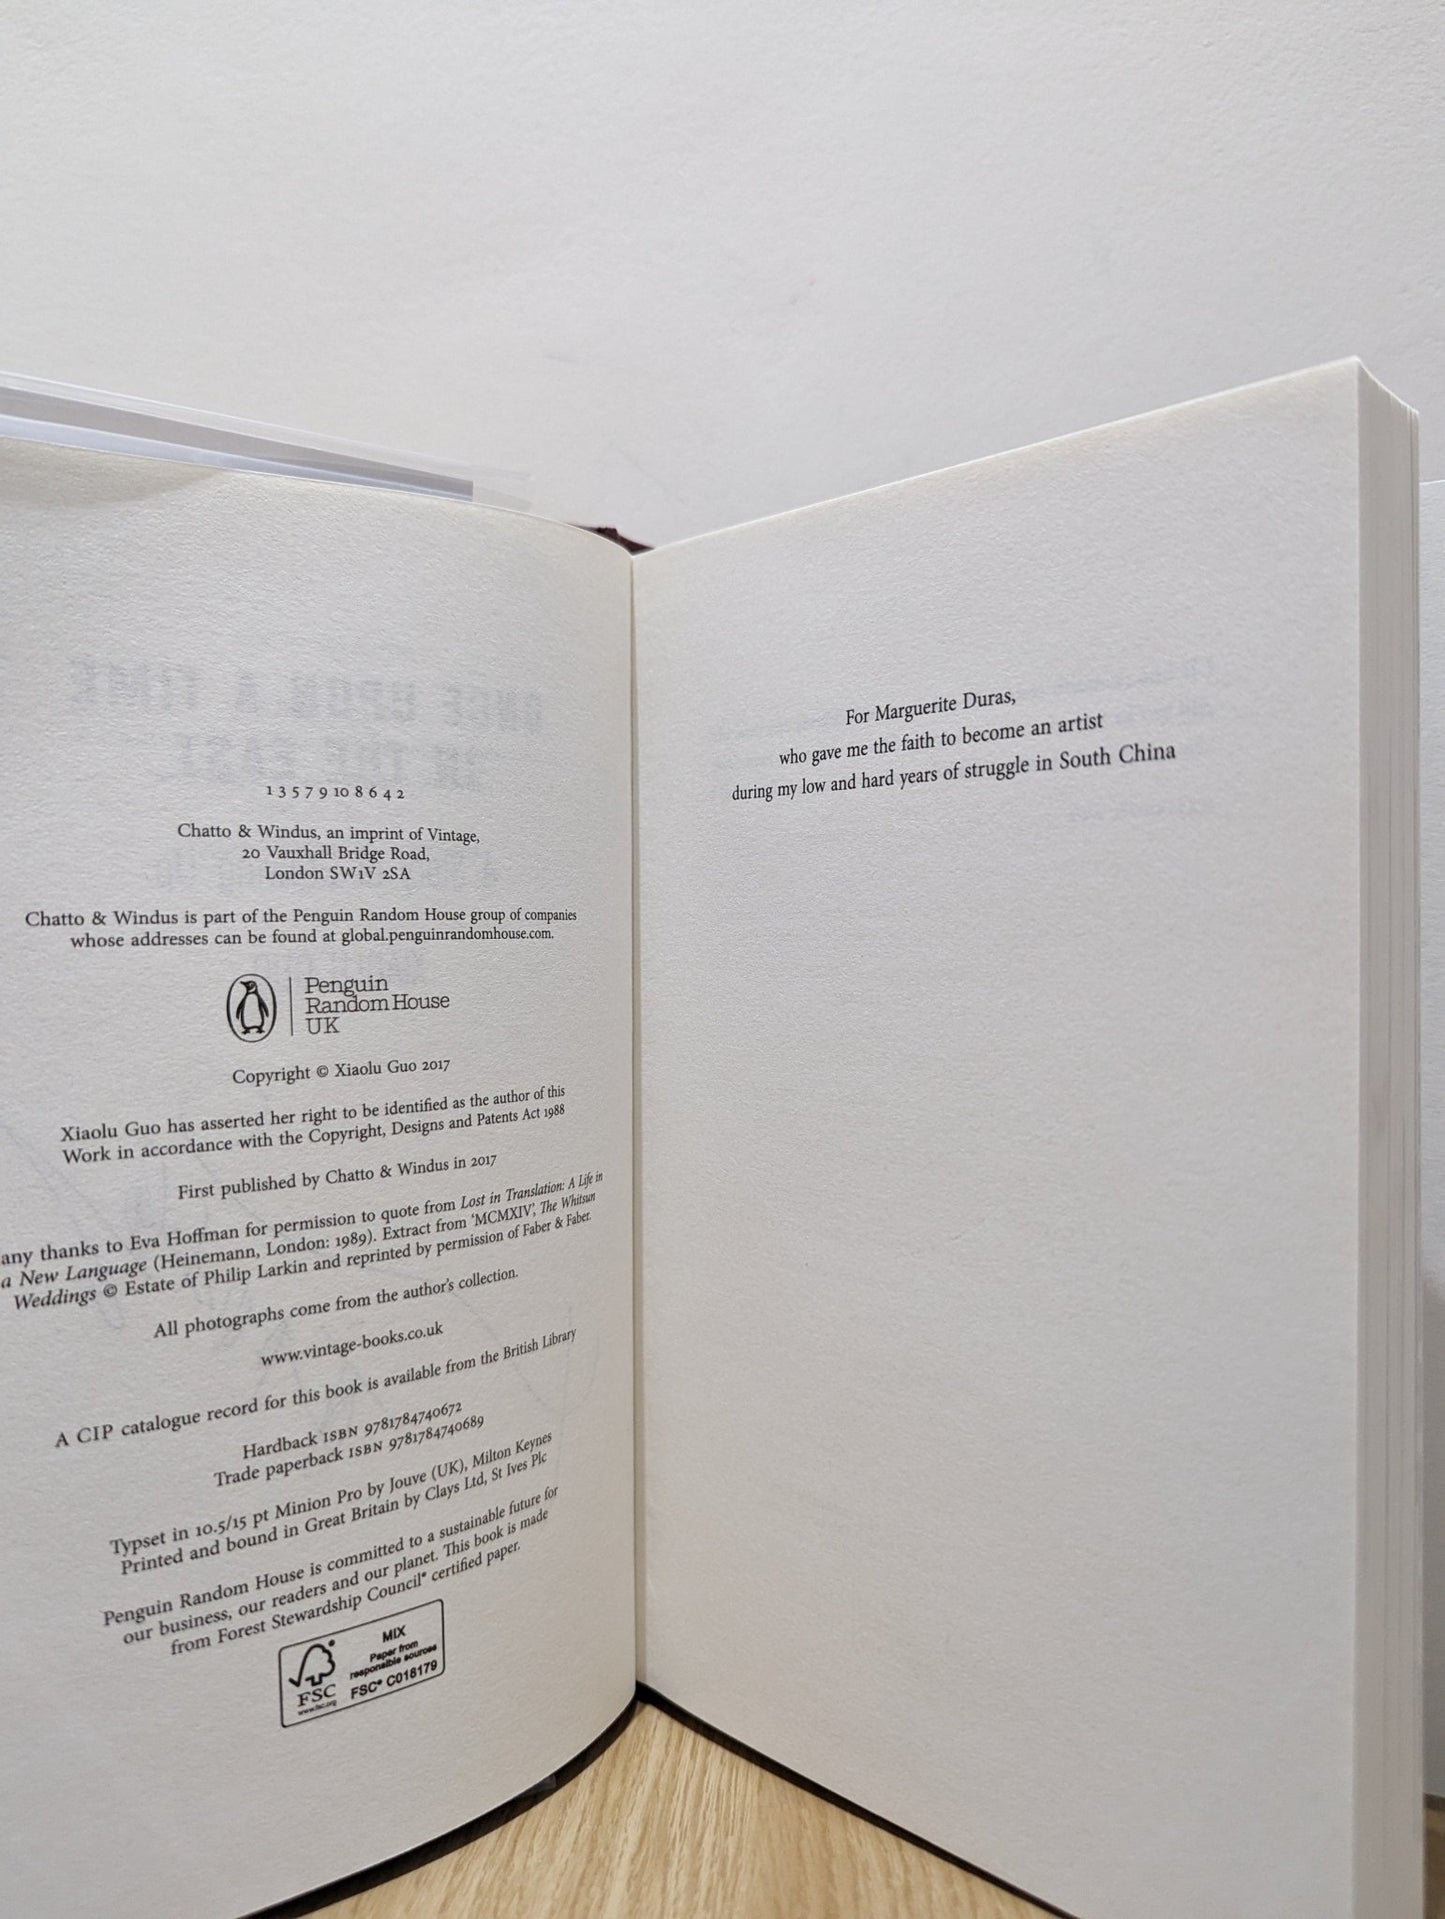 1 3 5 7 9 10 8 6 4 2
Chatto & Windus, an imprint of Vintage,
20 Vauxhall Bridge Road,
London SW1V 2SA
Chatto & Windus is part of the Penguin Random House group of companies
whose addresses can be found at global.penguinrandomhouse.com.
Penguin
Random House
UK
Copyright © Xiaolu Guo 2017
Xiaolu Guo has asserted her right to be identified as the author of this
Work in accordance with the Copyright, Designs and Patents Act 1988
First published by Chatto & Windus in 2017
any thanks to Eva Hoffman for permission to quote from Lost in Translation: A Life in
a New Language (Heinemann, London: 1989). Extract from 'MCMXIV', The Whitsun
Weddings © Estate of Philip Larkin and reprinted by permission of Faber & Faber.
All photographs come from the author's collection.
www.vintage-books.co.uk
A CIP catalogue record for this book is available from the British Library
Hardback ISBN 9781784740672
Trade paperback ISBN 9781784740689
Typset in 10.5/15 pt Minion Pro by Jouve (UK), Milton Keynes
Printed and bound in Great Britain by Clays Ltd, St Ives Plc
Penguin Random House is committed to a sustainable future for
our business, our readers and our planet. This book is made
from Forest Stewardship Council® certified paper.
MIX
Paper from
responsible sources
FSC® C018179
FSC
www.fsc.org
For Marguerite Duras,
who gave me the faith to become an artist
during my low and hard years of struggle in South China